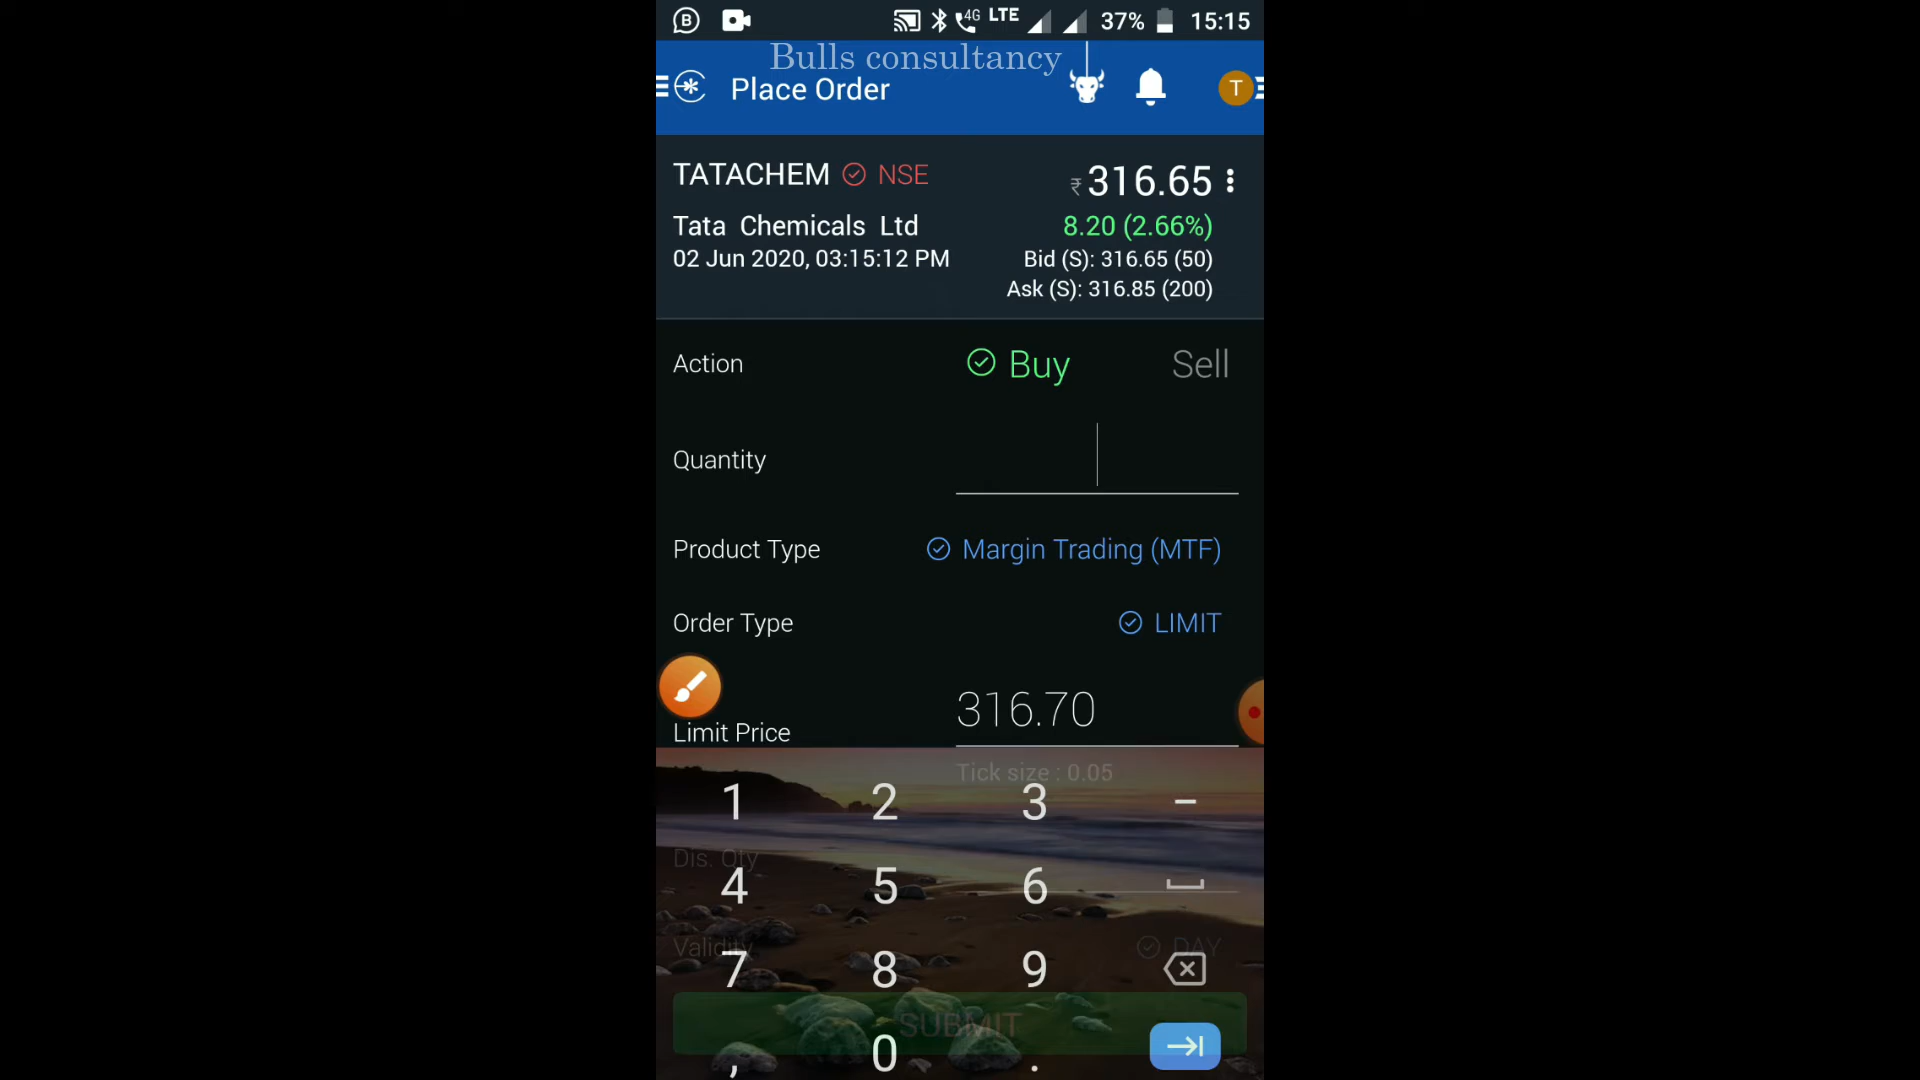 B 4G LTE 37% 15:15
Bulls consultancy
Place Order T
TATACHEM NSE ₹316.65
Tata Chemicals Ltd 8.20 (2.66%)
02 Jun 2020, 03:15:12 PM Bid (S): 316.65 (50)
Ask (S): 316.85 (200)
Action Buy Sell
Quantity
Product Type Margin Trading (MTF)
Order Type LIMIT
316.70
Limit Price
Tick size : 0.05
1 2 3 -
Dis. Qty
4 5 6
Validity DAY
7 8 9
SUBMIT
, 0 .